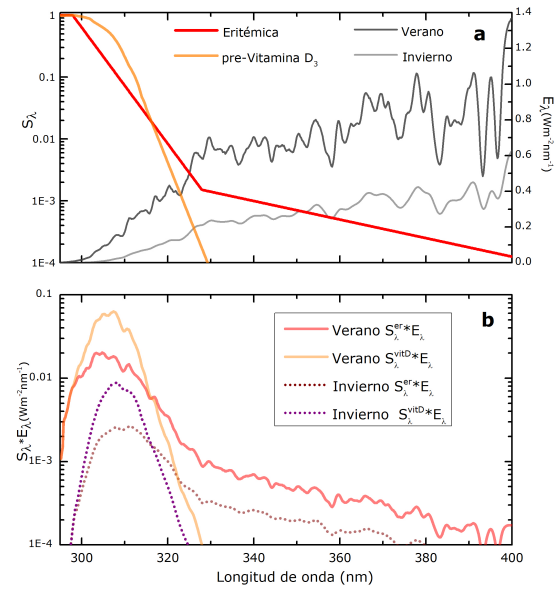 1
0.1
0.01
1E−3
1E−4
Sλ
Eritémica
pre-Vitamina D3
Verano
Invierno
a
1.4
1.2
1.0
0.8
0.6
0.4
0.2
0.0
Eλ(Wm-2nm-1)
0.1
0.01
1E−3
1E−4
Sλ*Eλ(Wm-2nm-1)
b
Verano Sλer*Eλ
Verano SλvitD*Eλ
Invierno Sλer*Eλ
Invierno SλvitD*Eλ
300 320 340 360 380 400
Longitud de onda (nm)